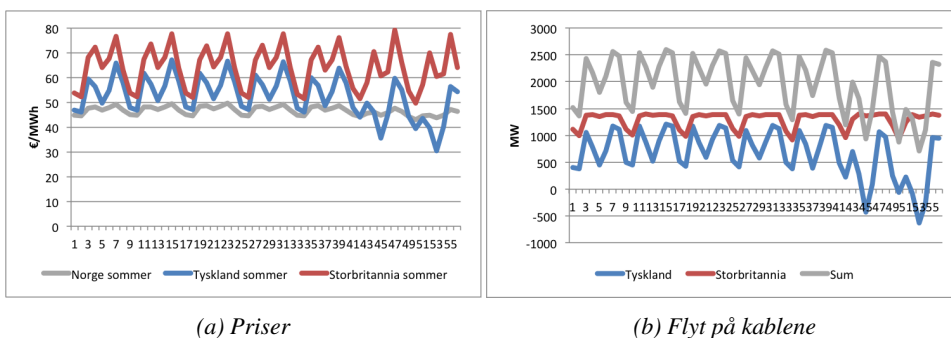 80
70
60
50
40
30
20
10
0
€/MWh
1 3 5 7 9 11 13 15 17 19 21 23 25 27 29 31 33 35 37 39 41 43 45 47 49 51 53 55
Norge sommer Tyskland sommer Storbritannia sommer
3000
2500
2000
1500
1000
500
0
-500
-1000
MW
1 3 5 7 9 11 13 15 17 19 21 23 25 27 29 31 33 35 37 39 41 43 45 47 49 51 53 55
Tyskland Storbritannia Sum
(a) Priser
(b) Flyt på kablene